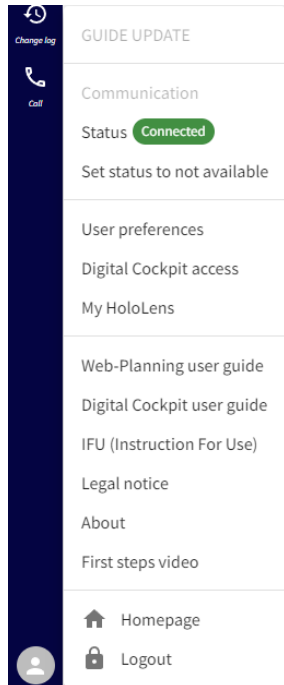 Change log
Call
GUIDE UPDATE
Communication
Status Connected
Set status to not available
User preferences
Digital Cockpit access
My HoloLens
Web-Planning user guide
Digital Cockpit user guide
IFU (Instruction For Use)
Legal notice
About
First steps video
Homepage
Logout